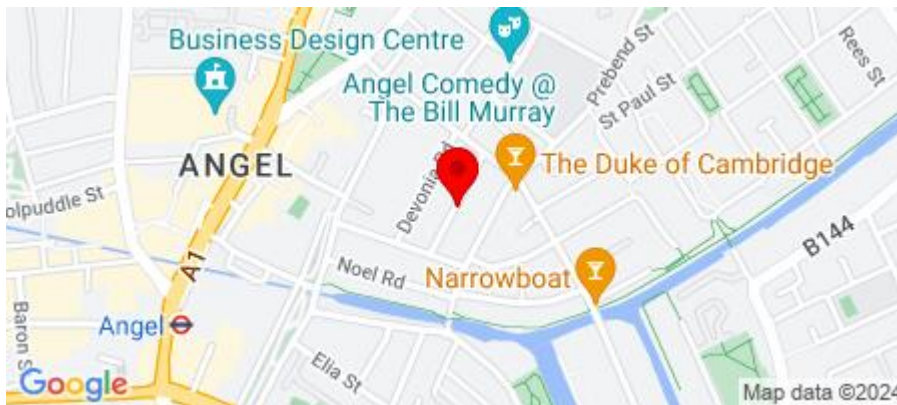 Business Design Centre
Angel Comedy @
The Bill Murray
Prebend St
St Paul St
Rees St
ANGEL
The Duke of Cambridge
olpuddle St
Devonia Rd
A1
Noel Rd
Narrowboat
B144
Angel
Baron S
Elia St
Google
Map data ©2024